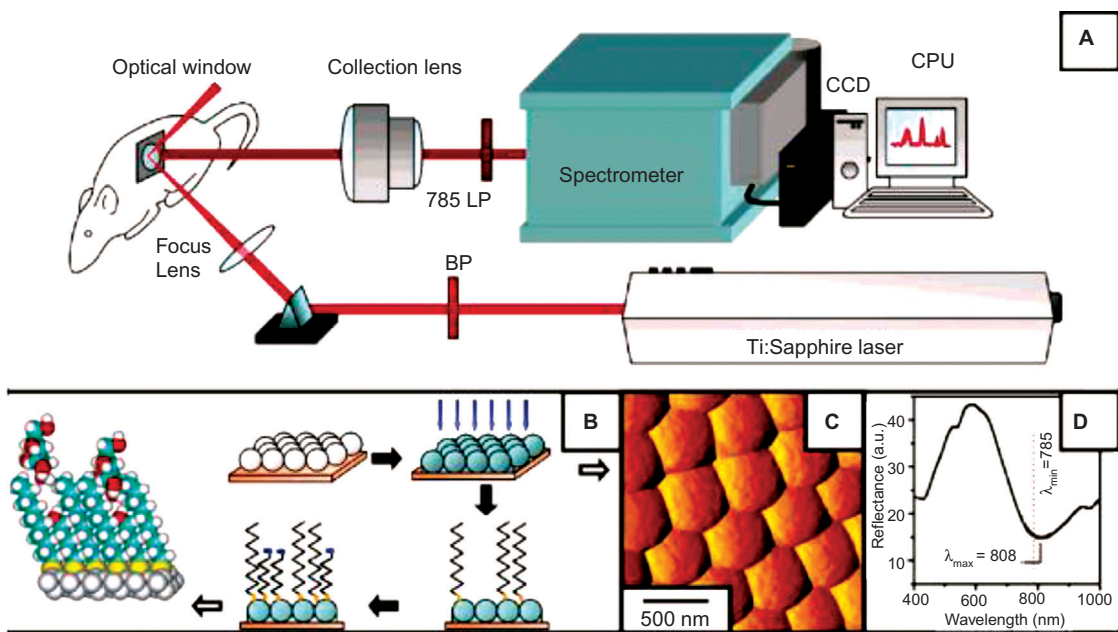 A
Optical window
Collection lens
CPU
CCD
Spectrometer
785 LP
Focus
Lens
BP
Ti:Sapphire laser
B
C
500 nm
D
Reflectance (a.u.)
40
30
20
10
λmin = 785
λmax = 808
400 600 800 1000
Wavelength (nm)